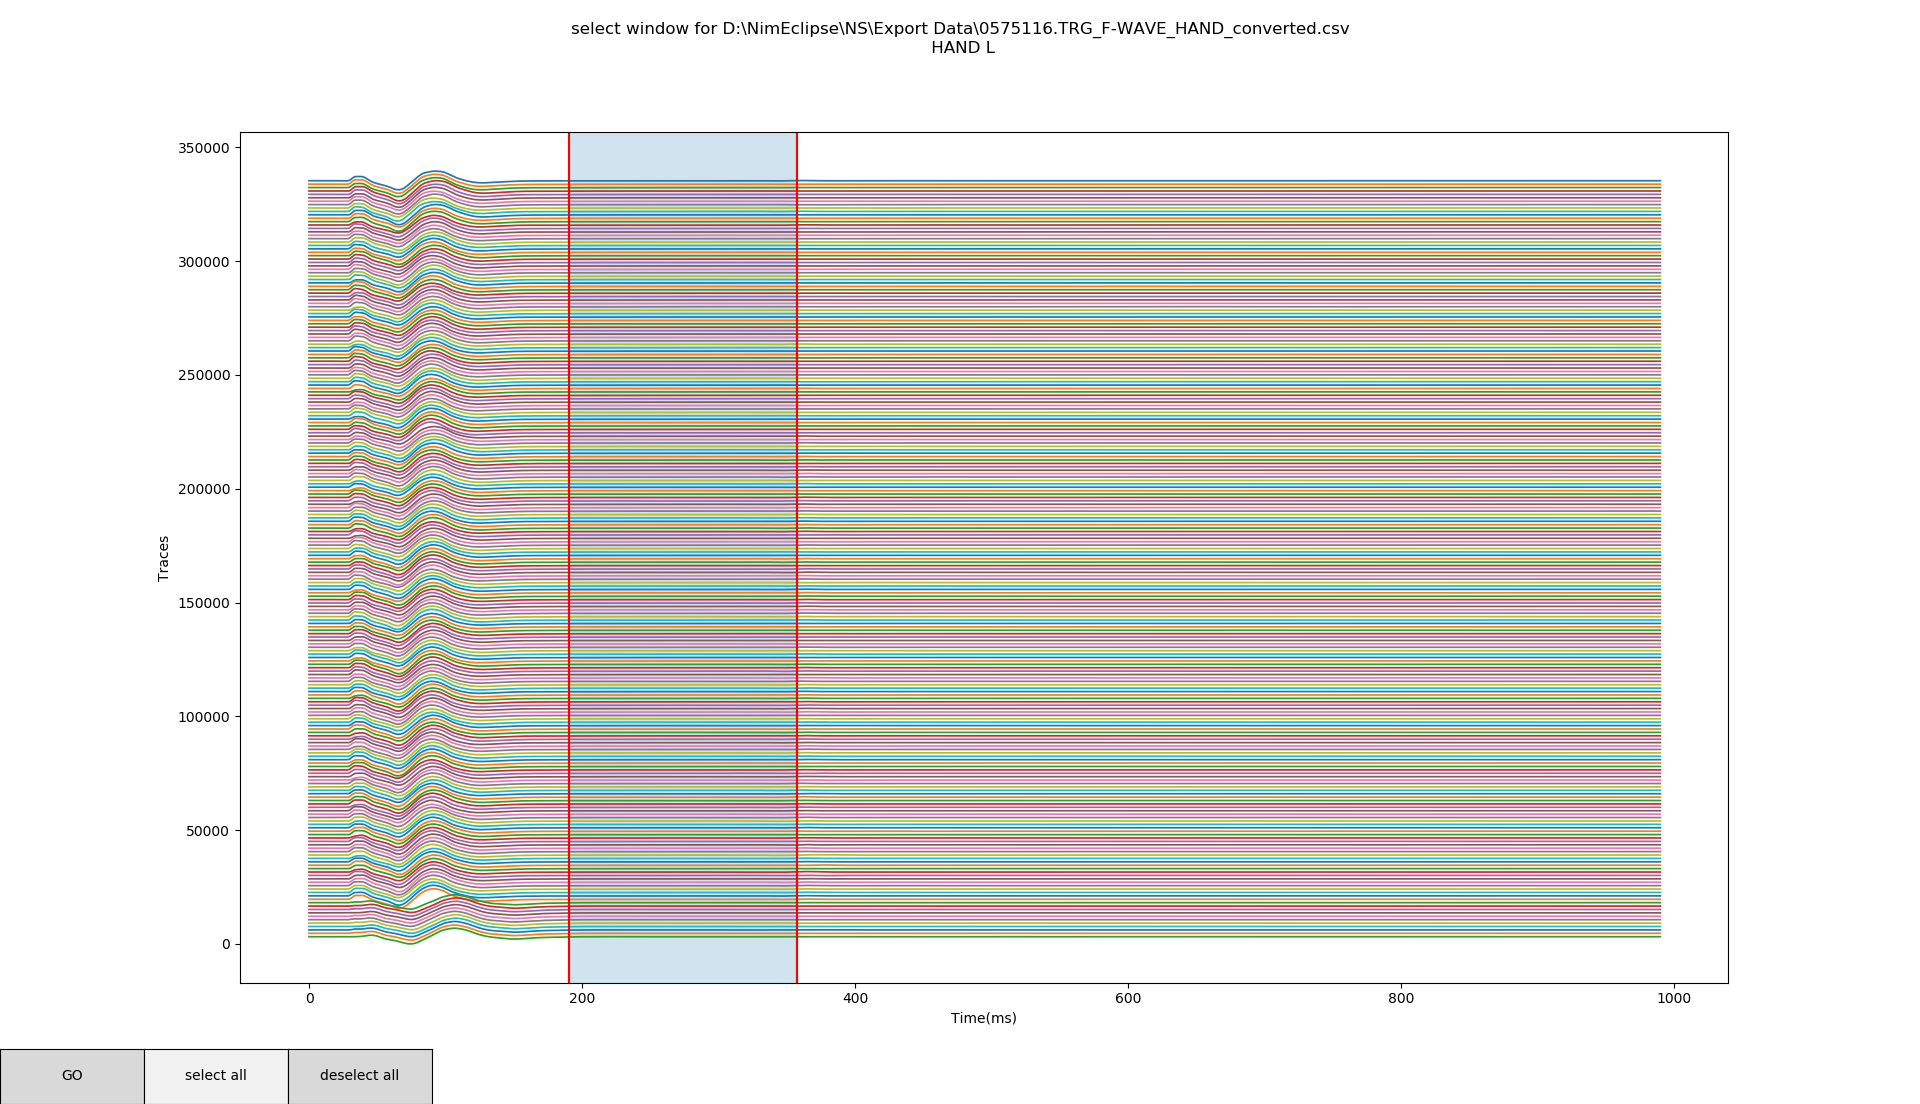 select window for D:\NimEclipse\NS\Export Data\0575116.TRG_F-WAVE_HAND_converted.csv
HAND L
350000
300000
250000
200000
150000
100000
50000
0
Traces
0 200 400 600 800 1000
Time(ms)
GO select all deselect all